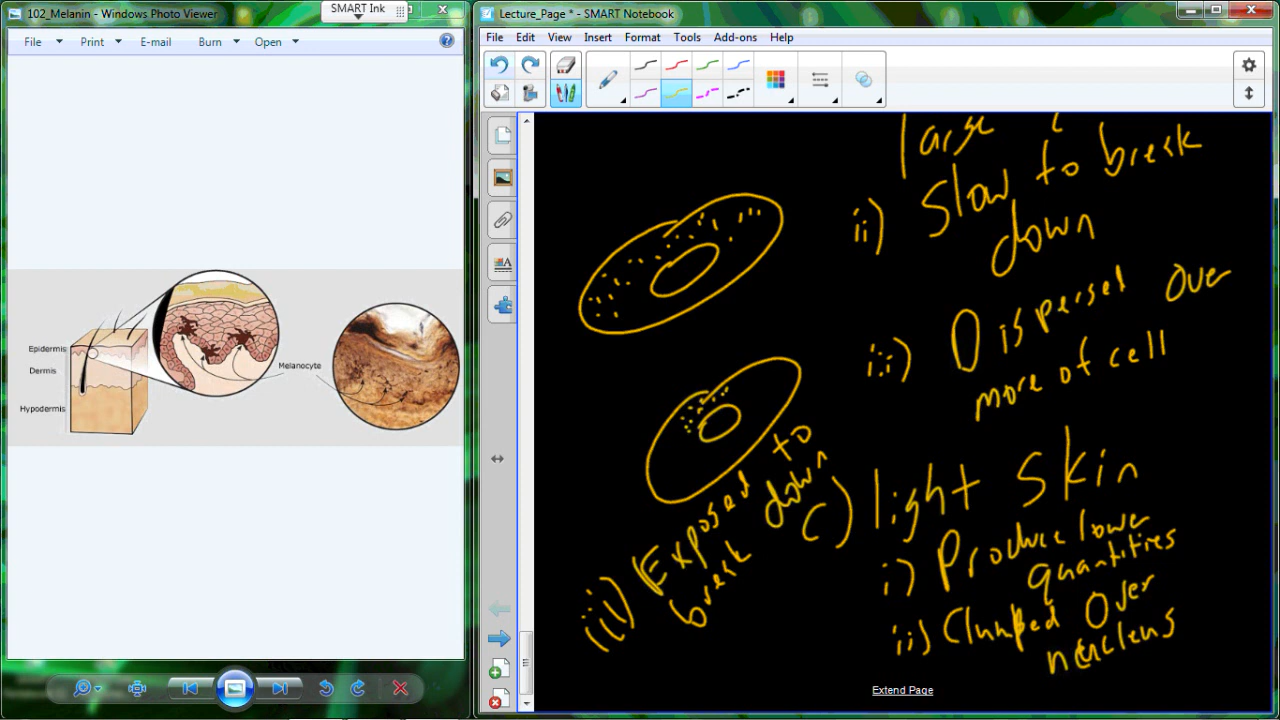 102_Melanin - Windows Photo Viewer
SMART Ink
File Print E-mail Burn Open
Epidermis
Dermis
Hypodermis
Melanocyte
Lecture_Page * - SMART Notebook
File Edit View Insert Format Tools Add-ons Help
large
ii) Slow to break
down
iii) Dispersed Over
more of cell
c) light Skin
i) Produce lower
quantities
ii) Clumped Over
nucleus
iii) Exposed to
break down
Extend Page